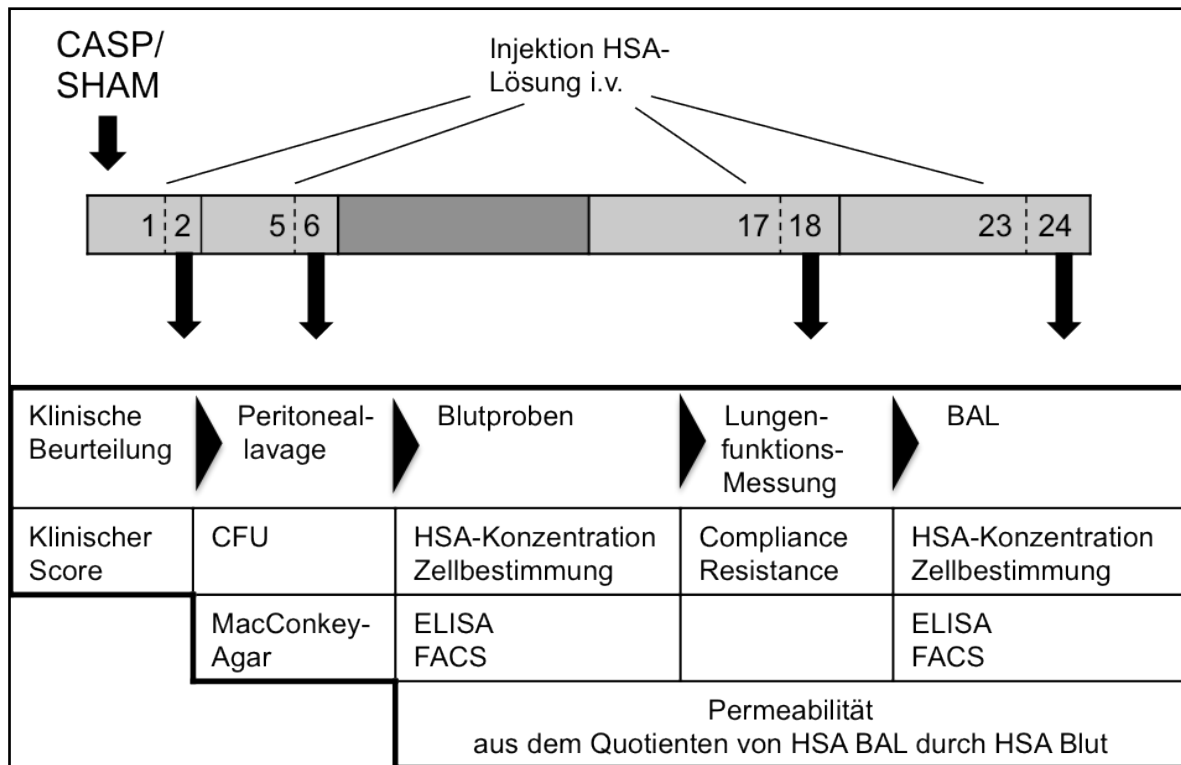 CASP/
SHAM
Injektion HSA-
Lösung i.v.
1 2 5 6 17 18 23 24
Klinische
Beurteilung
Peritoneal-
lavage
Blutproben
Lungen-
funktions-
Messung
BAL
Klinischer
Score
CFU
HSA-Konzentration
Zellbestimmung
Compliance
Resistance
HSA-Konzentration
Zellbestimmung
MacConkey-
Agar
ELISA
FACS
ELISA
FACS
Permeabilität
aus dem Quotienten von HSA BAL durch HSA Blut